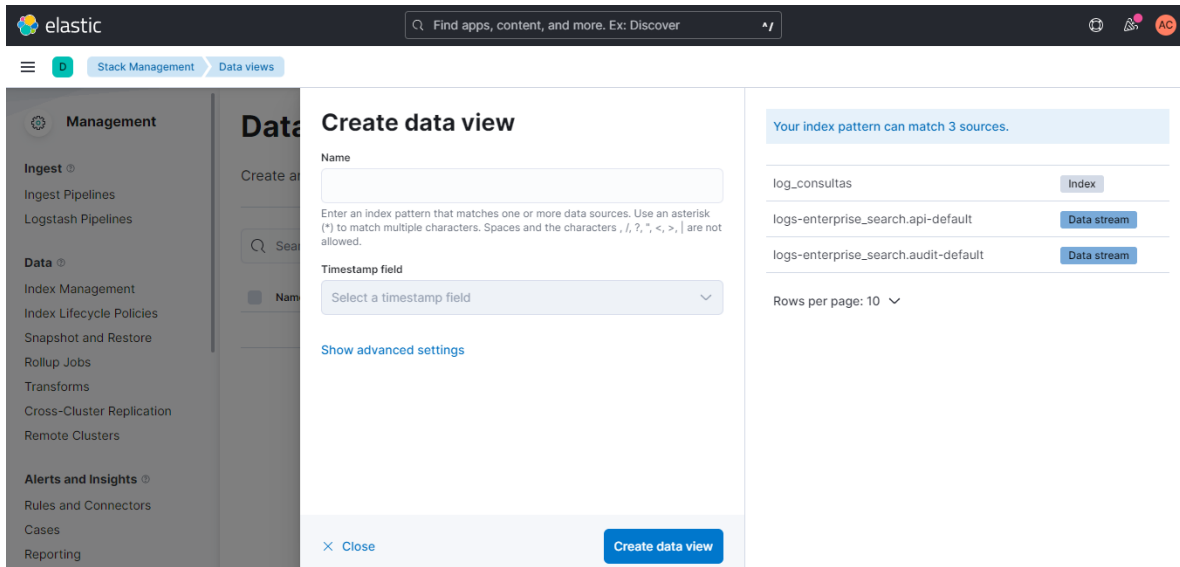 elastic
Find apps, content, and more. Ex: Discover
^/
AC
D
Stack Management
Data views
Management
Ingest
Ingest Pipelines
Logstash Pipelines
Data
Index Management
Index Lifecycle Policies
Snapshot and Restore
Rollup Jobs
Transforms
Cross-Cluster Replication
Remote Clusters
Alerts and Insights
Rules and Connectors
Cases
Reporting
Data
Create an
Sear
Name
Create data view
Name
Enter an index pattern that matches one or more data sources. Use an asterisk
(*) to match multiple characters. Spaces and the characters , /, ?, ", <, >, | are not
allowed.
Timestamp field
Select a timestamp field
Show advanced settings
Close
Create data view
Your index pattern can match 3 sources.
log_consultas Index
logs-enterprise_search.api-default Data stream
logs-enterprise_search.audit-default Data stream
Rows per page: 10